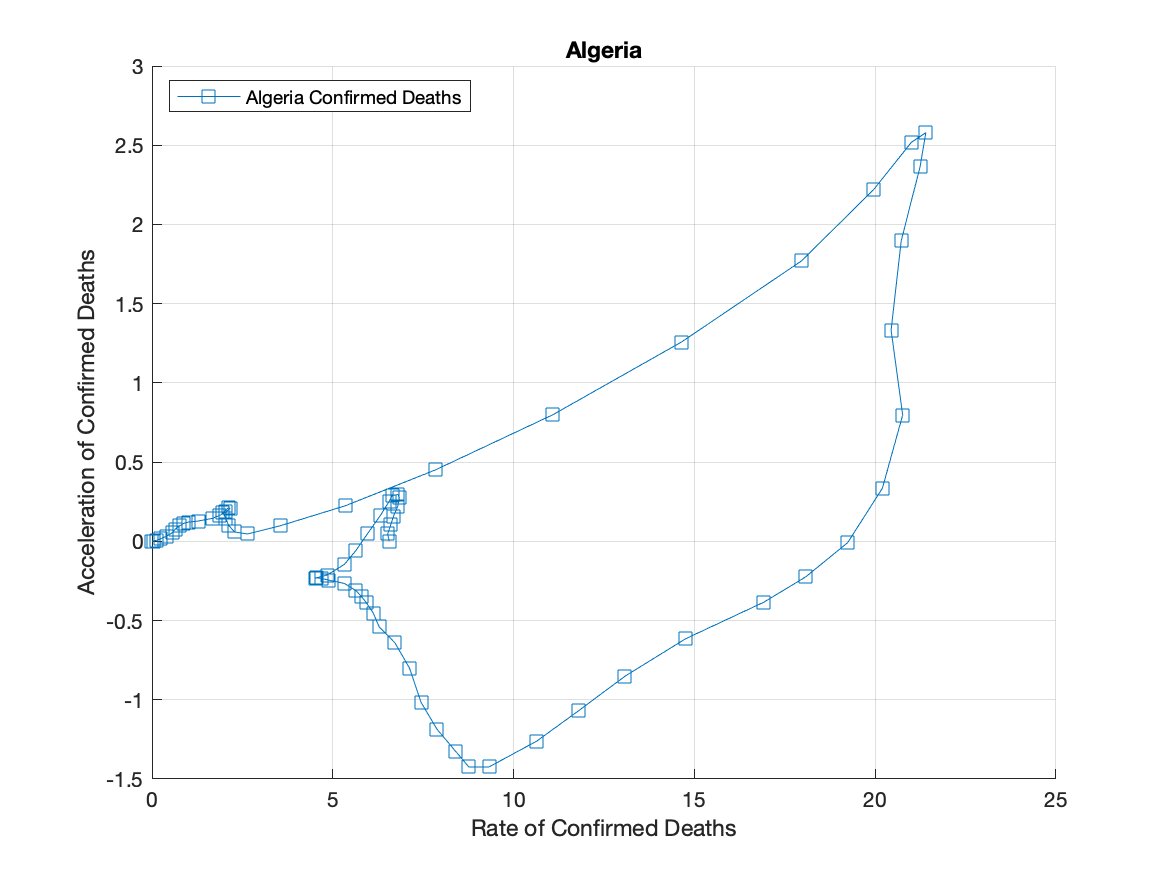 Algeria
Algeria Confirmed Deaths
3
2.5
2
1.5
1
0.5
0
-0.5
-1
-1.5
Acceleration of Confirmed Deaths
0 5 10 15 20 25
Rate of Confirmed Deaths